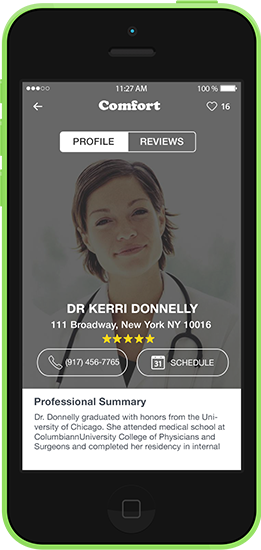 11:27 AM 100 %
Comfort 16
PROFILE REVIEWS
DR KERRI DONNELLY
111 Broadway, New York NY 10016
(917) 456-7765 31 SCHEDULE
Professional Summary
Dr. Donnelly graduated with honors from the Uni-
versity of Chicago. She attended medical school at
ColumbiannUniversity College of Physicians and
Surgeons and completed her residency in internal